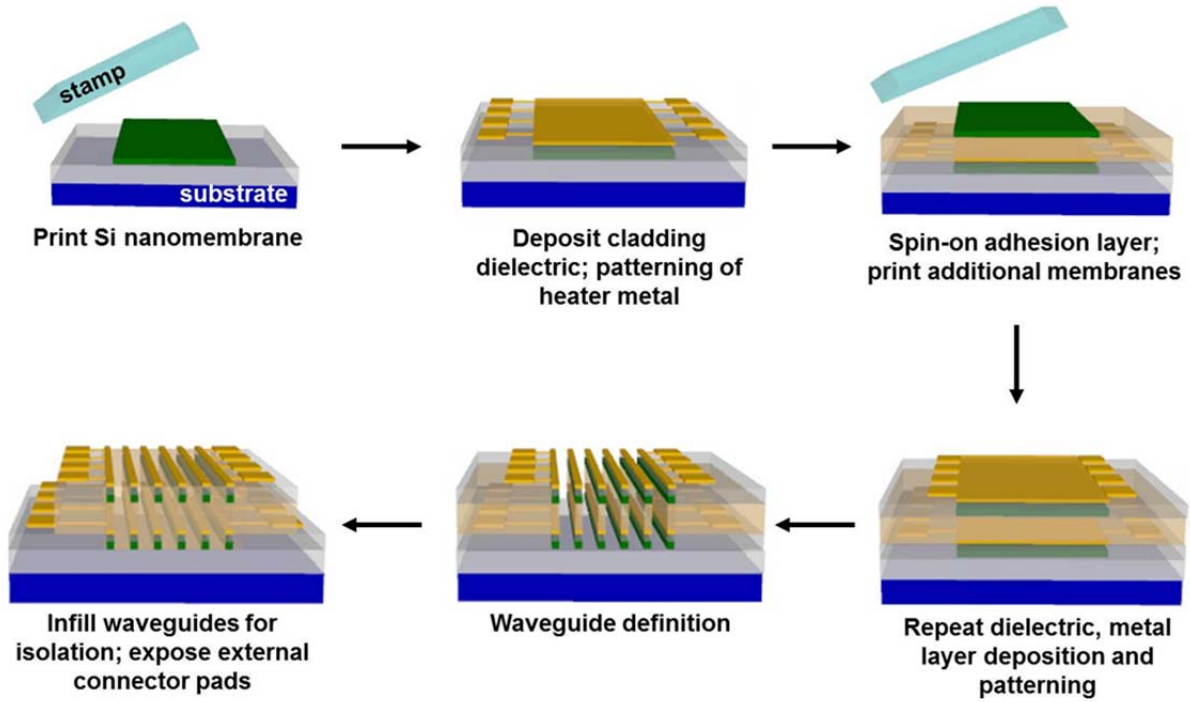 stamp
substrate
Print Si nanomembrane
Deposit cladding
dielectric; patterning of
heater metal
Spin-on adhesion layer;
print additional membranes
Repeat dielectric, metal
layer deposition and
patterning
Waveguide definition
Infill waveguides for
isolation; expose external
connector pads